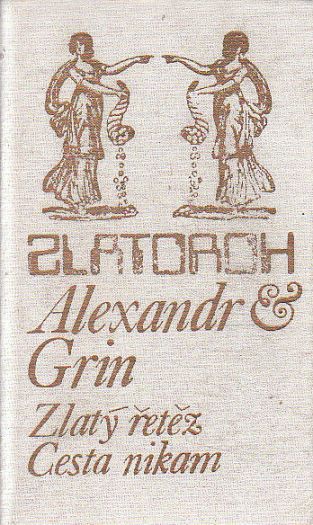 ZLATOROH
Alexandr &
Grin
Zlatý řetěz
Cesta nikam